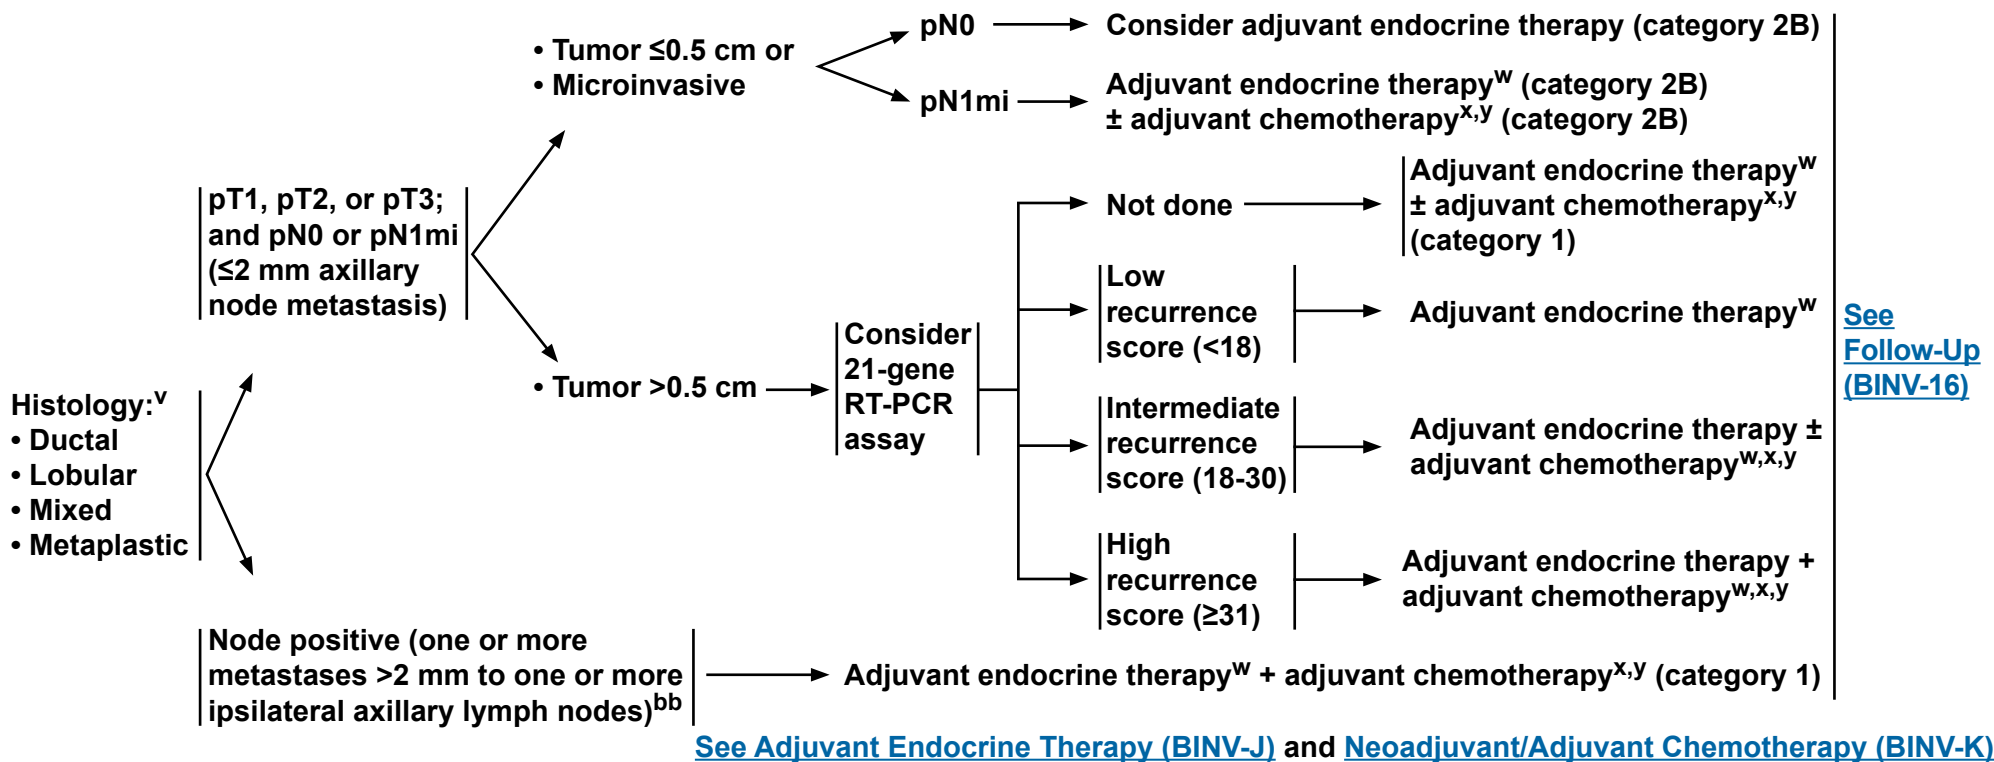 Histology:v
• Ductal
• Lobular
• Mixed
• Metaplastic
pT1, pT2, or pT3;
and pN0 or pN1mi
(≤2 mm axillary
node metastasis)
• Tumor ≤0.5 cm or
• Microinvasive
pN0
Consider adjuvant endocrine therapy (category 2B)
pN1mi
Adjuvant endocrine therapyw (category 2B)
± adjuvant chemotherapyx,y (category 2B)
• Tumor >0.5 cm
Consider
21-gene
RT-PCR
assay
Not done
Adjuvant endocrine therapyw
± adjuvant chemotherapyx,y
(category 1)
Low
recurrence
score (<18)
Adjuvant endocrine therapyw
Intermediate
recurrence
score (18-30)
Adjuvant endocrine therapy ±
adjuvant chemotherapyw,x,y
High
recurrence
score (≥31)
Adjuvant endocrine therapy +
adjuvant chemotherapyw,x,y
Node positive (one or more
metastases >2 mm to one or more
ipsilateral axillary lymph nodes)bb
Adjuvant endocrine therapyw + adjuvant chemotherapyx,y (category 1)
See
Follow-Up
(BINV-16)
See Adjuvant Endocrine Therapy (BINV-J) and Neoadjuvant/Adjuvant Chemotherapy (BINV-K)